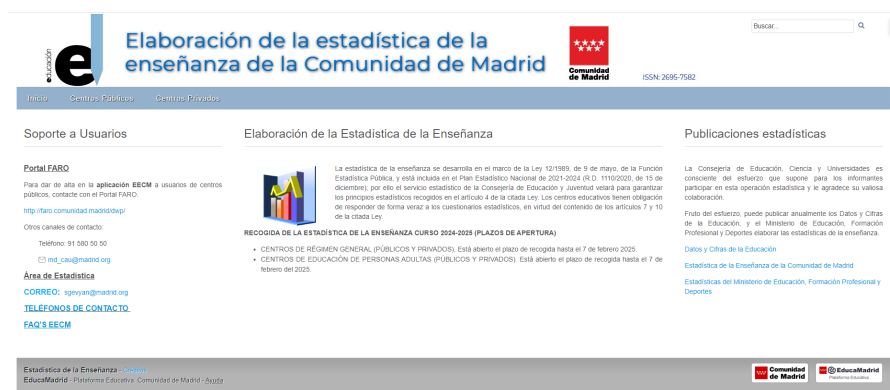 educación
ed
Elaboración de la estadística de la
enseñanza de la Comunidad de Madrid
Comunidad
de Madrid
ISSN: 2695-7582
Buscar...
Inicio
Centros Públicos
Centros Privados
Soporte a Usuarios
Portal FARO
Para dar de alta en la aplicación EECM a usuarios de centros
públicos, contacte con el Portal FARO.
http://faro.comunidad.madrid/dwp/
Otros canales de contacto:
Teléfono: 91 580 50 50
md_cau@madrid.org
Área de Estadística
CORREO: sgevyan@madrid.org
TELÉFONOS DE CONTACTO
FAQ'S EECM
Elaboración de la Estadística de la Enseñanza
La estadística de la enseñanza se elabora en el marco de la Ley 12/1989, de 9 de mayo, de la Función
Estadística Pública, y está incluida en el Plan Estadístico Nacional de 2021-2024 (R.D. 1110/2020, de 15 de
diciembre); por ello el servicio estadístico de la Consejería de Educación y Juventud velará para garantizar
los principios estadísticos recogidos en el artículo 4 de la citada Ley. Los centros educativos tienen obligación
de responder de forma veraz a los cuestionarios estadísticos, en virtud del contenido de los artículos 7 y 10
de la citada Ley.
RECOGIDA DE LA ESTADÍSTICA DE LA ENSEÑANZA CURSO 2024-2025 (PLAZOS DE APERTURA)
• CENTROS DE RÉGIMEN GENERAL (PÚBLICOS Y PRIVADOS). Está abierto el plazo de recogida hasta el 7 de febrero 2025.
• CENTROS DE EDUCACIÓN DE PERSONAS ADULTAS (PÚBLICOS Y PRIVADOS). Está abierto el plazo de recogida hasta el 7 de
febrero del 2025.
Publicaciones estadísticas
La Consejería de Educación, Ciencia y Universidades es
consciente del esfuerzo que supone para los informantes
participar en esta operación estadística y le agradece su valiosa
colaboración.
Fruto del esfuerzo, puede publicar anualmente los Datos y Cifras
de la Educación, y el Ministerio de Educación, Formación
Profesional y Deportes elaborar las estadísticas de la enseñanza.
Datos y Cifras de la Educación
Estadística de la Enseñanza de la Comunidad de Madrid
Estadísticas del Ministerio de Educación, Formación Profesional y
Deportes
Estadística de la Enseñanza -
EducaMadrid - Plataforma Educativa. Comunidad de Madrid - Ayuda
Comunidad
de Madrid
EducaMadrid
Plataforma Educativa